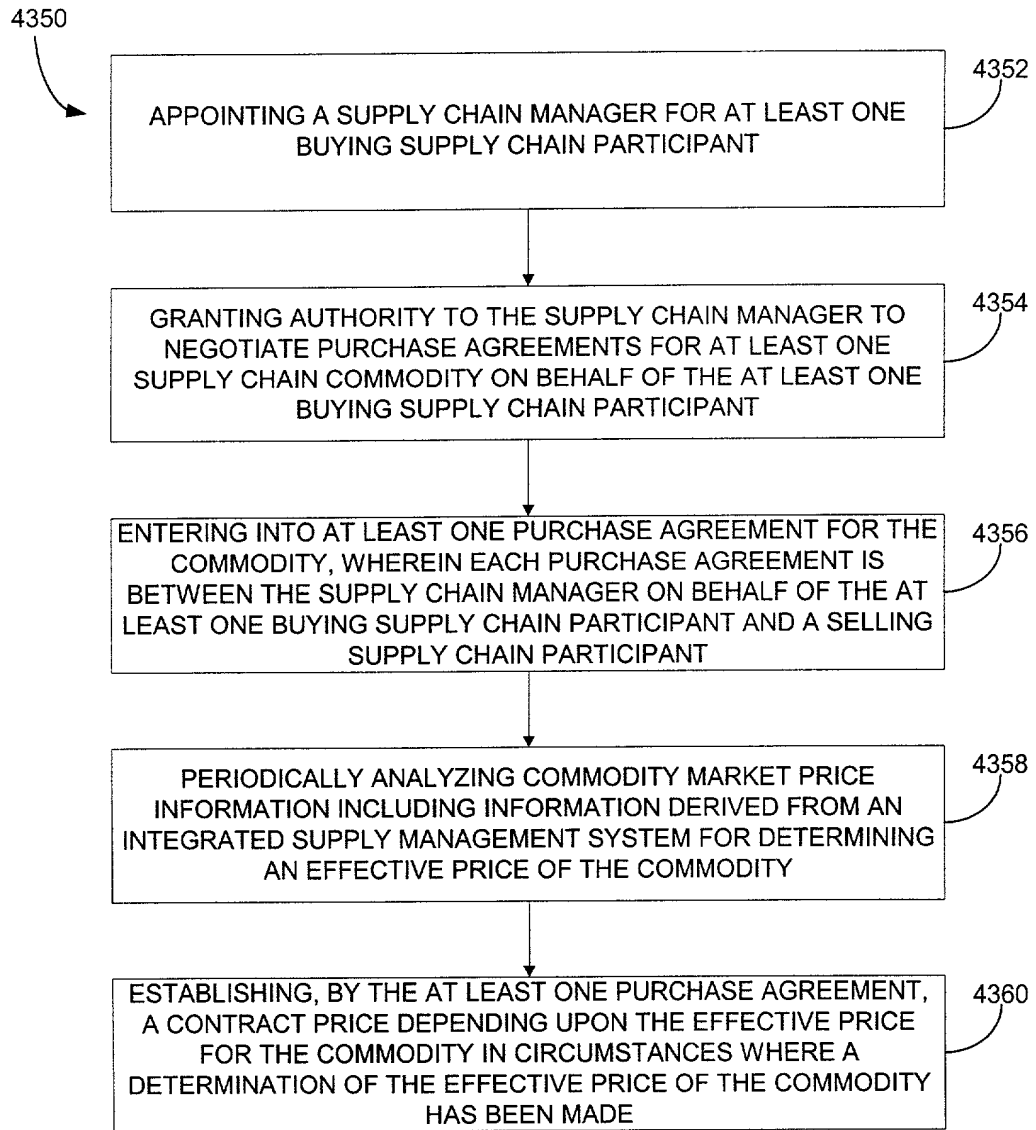 4350
4352
APPOINTING A SUPPLY CHAIN MANAGER FOR AT LEAST ONE
BUYING SUPPLY CHAIN PARTICIPANT
4354
GRANTING AUTHORITY TO THE SUPPLY CHAIN MANAGER TO
NEGOTIATE PURCHASE AGREEMENTS FOR AT LEAST ONE
SUPPLY CHAIN COMMODITY ON BEHALF OF THE AT LEAST ONE
BUYING SUPPLY CHAIN PARTICIPANT
4356
ENTERING INTO AT LEAST ONE PURCHASE AGREEMENT FOR THE
COMMODITY, WHEREIN EACH PURCHASE AGREEMENT IS
BETWEEN THE SUPPLY CHAIN MANAGER ON BEHALF OF THE AT
LEAST ONE BUYING SUPPLY CHAIN PARTICIPANT AND A SELLING
SUPPLY CHAIN PARTICIPANT
4358
PERIODICALLY ANALYZING COMMODITY MARKET PRICE
INFORMATION INCLUDING INFORMATION DERIVED FROM AN
INTEGRATED SUPPLY MANAGEMENT SYSTEM FOR DETERMINING
AN EFFECTIVE PRICE OF THE COMMODITY
4360
ESTABLISHING, BY THE AT LEAST ONE PURCHASE AGREEMENT,
A CONTRACT PRICE DEPENDING UPON THE EFFECTIVE PRICE
FOR THE COMMODITY IN CIRCUMSTANCES WHERE A
DETERMINATION OF THE EFFECTIVE PRICE OF THE COMMODITY
HAS BEEN MADE